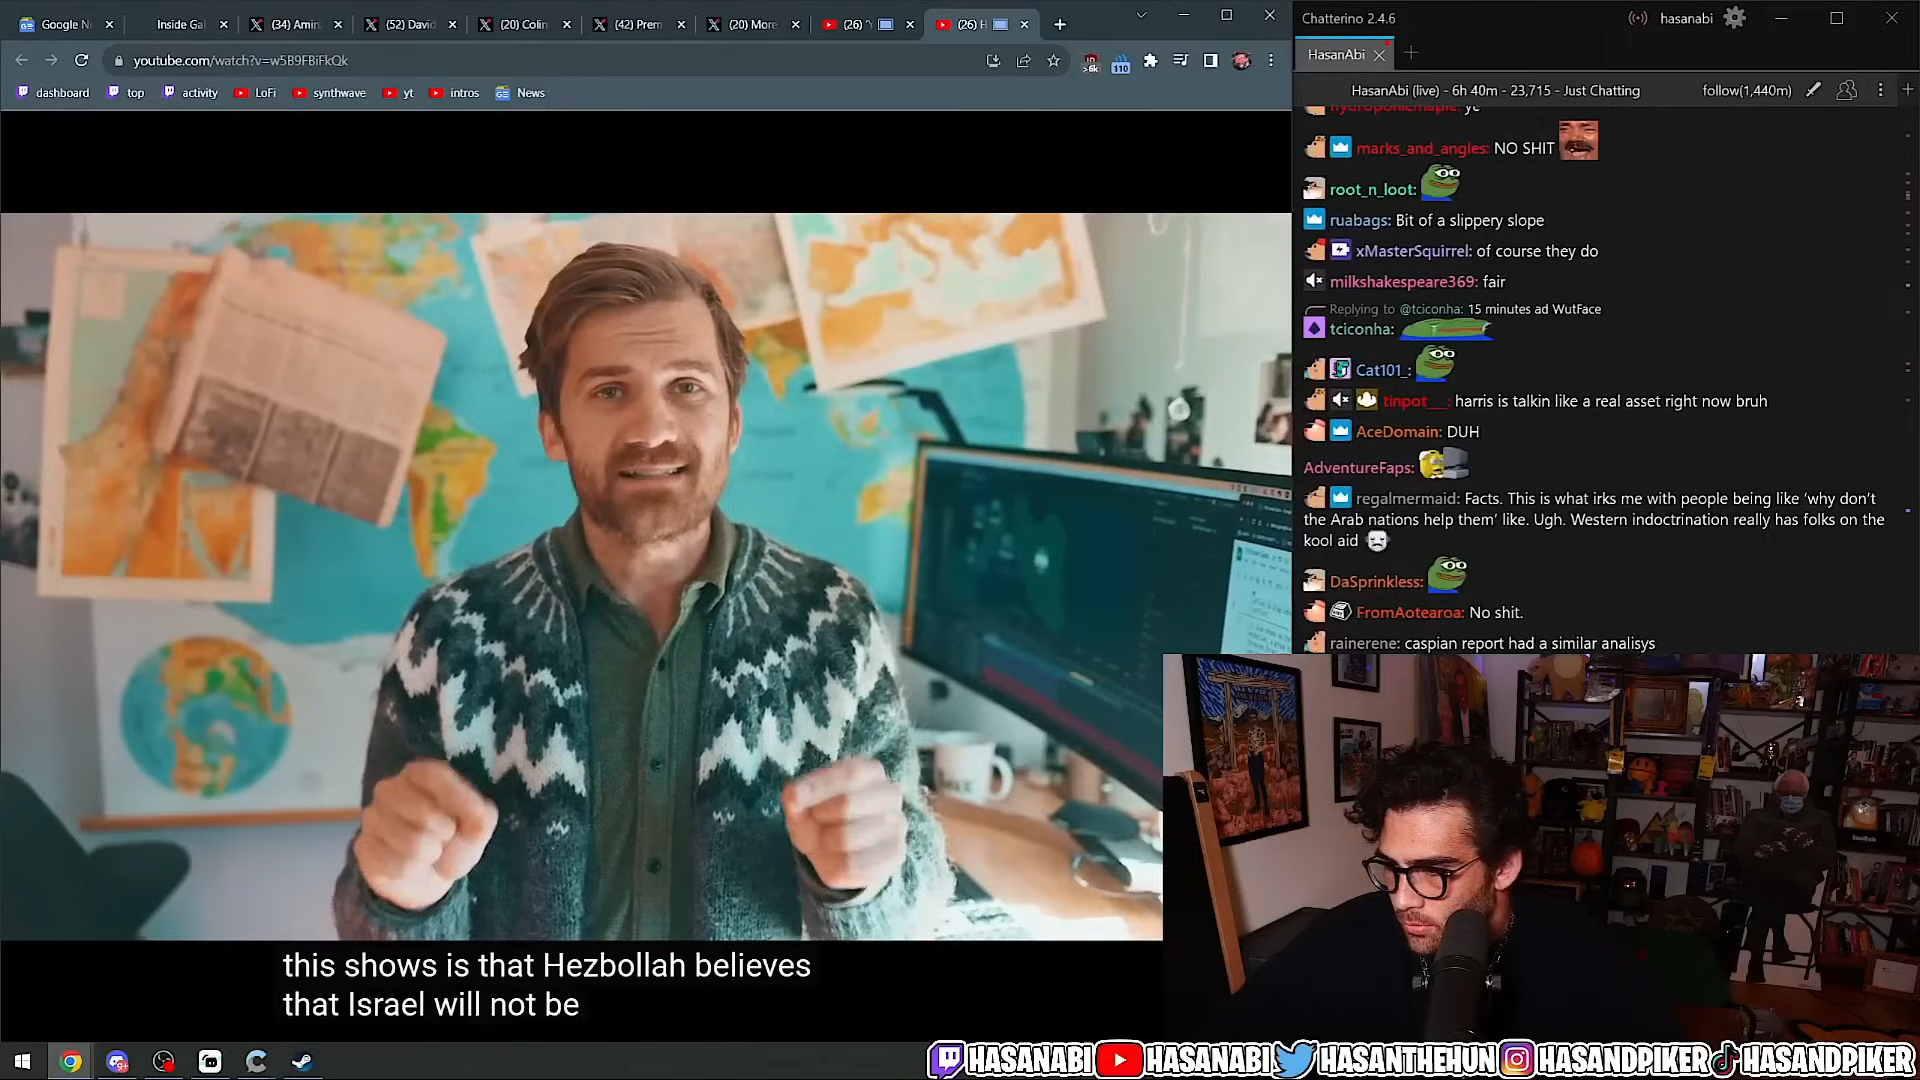 Google N
Inside Gal
(34) Amin
(52) David
(20) Colin
(42) Prem
(20) More
(26) "
(26) H
youtube.com/watch?v=w5B9FBiFkQk
>6k
110
dashboard
top
activity
LoFi
synthwave
yt
intros
News
this shows is that Hezbollah believes
that Israel will not be
Chatterino 2.4.6
hasanabi
HasanAbi
HasanAbi (live) - 6h 40m - 23,715 - Just Chatting
follow(1,440m)
hydroponicmaple: ye
marks_and_angles: NO SHIT
root_n_loot:
ruabags: Bit of a slippery slope
xMasterSquirrel: of course they do
milkshakespeare369: fair
Replying to @tciconha: 15 minutes ad WutFace
tciconha:
Cat101_:
tinpot__: harris is talkin like a real asset right now bruh
AceDomain: DUH
AdventureFaps:
regalmermaid: Facts. This is what irks me with people being like 'why don't
the Arab nations help them' like. Ugh. Western indoctrination really has folks on the
kool aid
DaSprinkless:
FromAotearoa: No shit.
rainerene: caspian report had a similar analisys
HASANABI HASANABI HASANTHEHUN HASANDPIKER HASANDPIKER